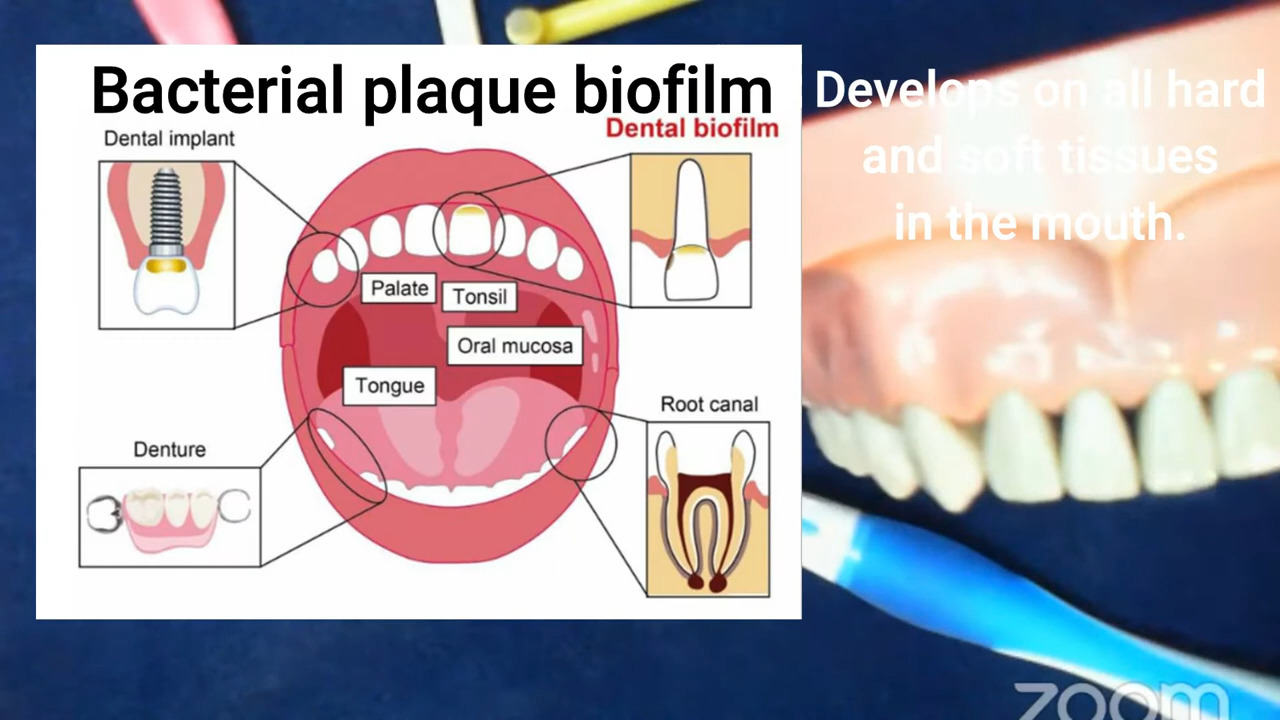 Bacterial plaque biofilm
Dental biofilm
Dental implant
Palate
Tonsil
Oral mucosa
Tongue
Root canal
Denture
Develops on all hard
and soft tissues
in the mouth.
zoom